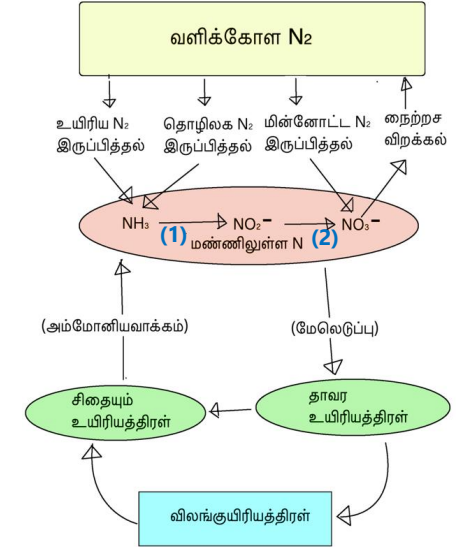 வளிக்கோள N₂
உயிரிய N₂
இருப்பித்தல்
தொழிலக N₂
இருப்பித்தல்
மின்னோட்ட N₂
இருப்பித்தல்
நைற்றச
விறக்கல்
NH₃ NO₂⁻ NO₃⁻
(1) மண்ணிலுள்ள N (2)
(அம்மோனியவாக்கம்) (மேலெடுப்பு)
சிதையும்
உயிரியத்திரள்
தாவர
உயிரியத்திரள்
விலங்குயிரியத்திரள்